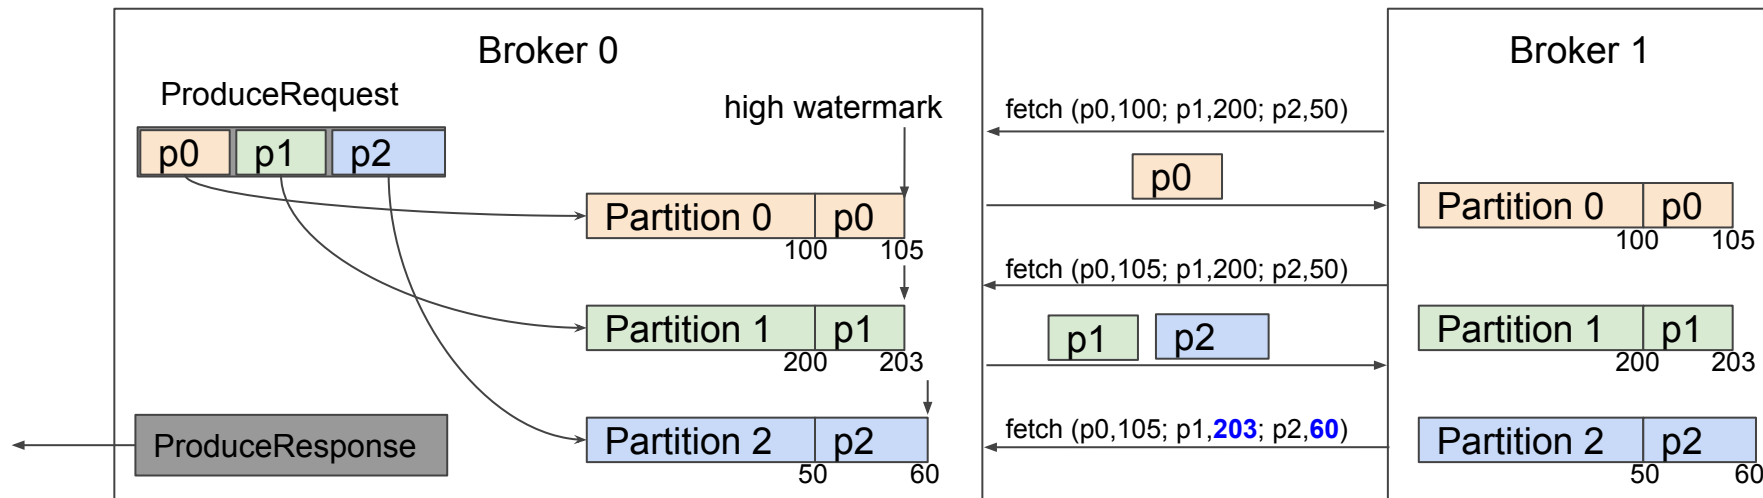 Broker 0
ProduceRequest
p0 p1 p2
high watermark
Partition 0 p0
100 105
Partition 1 p1
200 203
Partition 2 p2
50 60
ProduceResponse
fetch (p0,100; p1,200; p2,50)
p0
fetch (p0,105; p1,200; p2,50)
p1 p2
fetch (p0,105; p1,203; p2,60)
Broker 1
Partition 0 p0
100 105
Partition 1 p1
200 203
Partition 2 p2
50 60